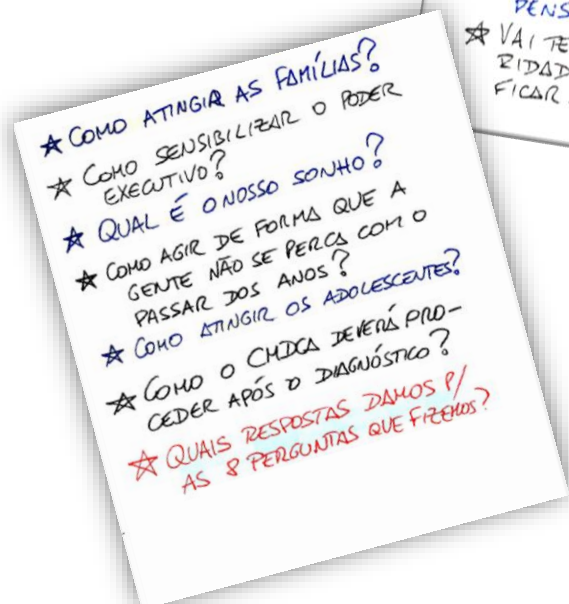 PENS
☆ VAI TE
RIDAD
FICAR
☆ COMO ATINGIR AS FAMÍLIAS?
☆ COMO SENSIBILIZAR O PODER
EXECUTIVO?
☆ QUAL É O NOSSO SONHO?
☆ COMO AGIR DE FORMA QUE A
GENTE NÃO SE PERCA COM O
PASSAR DOS ANOS?
☆ COMO ATINGIR OS ADOLESCENTES?
☆ COMO O CMDCA DEVERÁ PRO-
CEDER APÓS O DIAGNÓSTICO?
☆ QUAIS RESPOSTAS DAMOS P/
AS 8 PERGUNTAS QUE FIZEMOS?